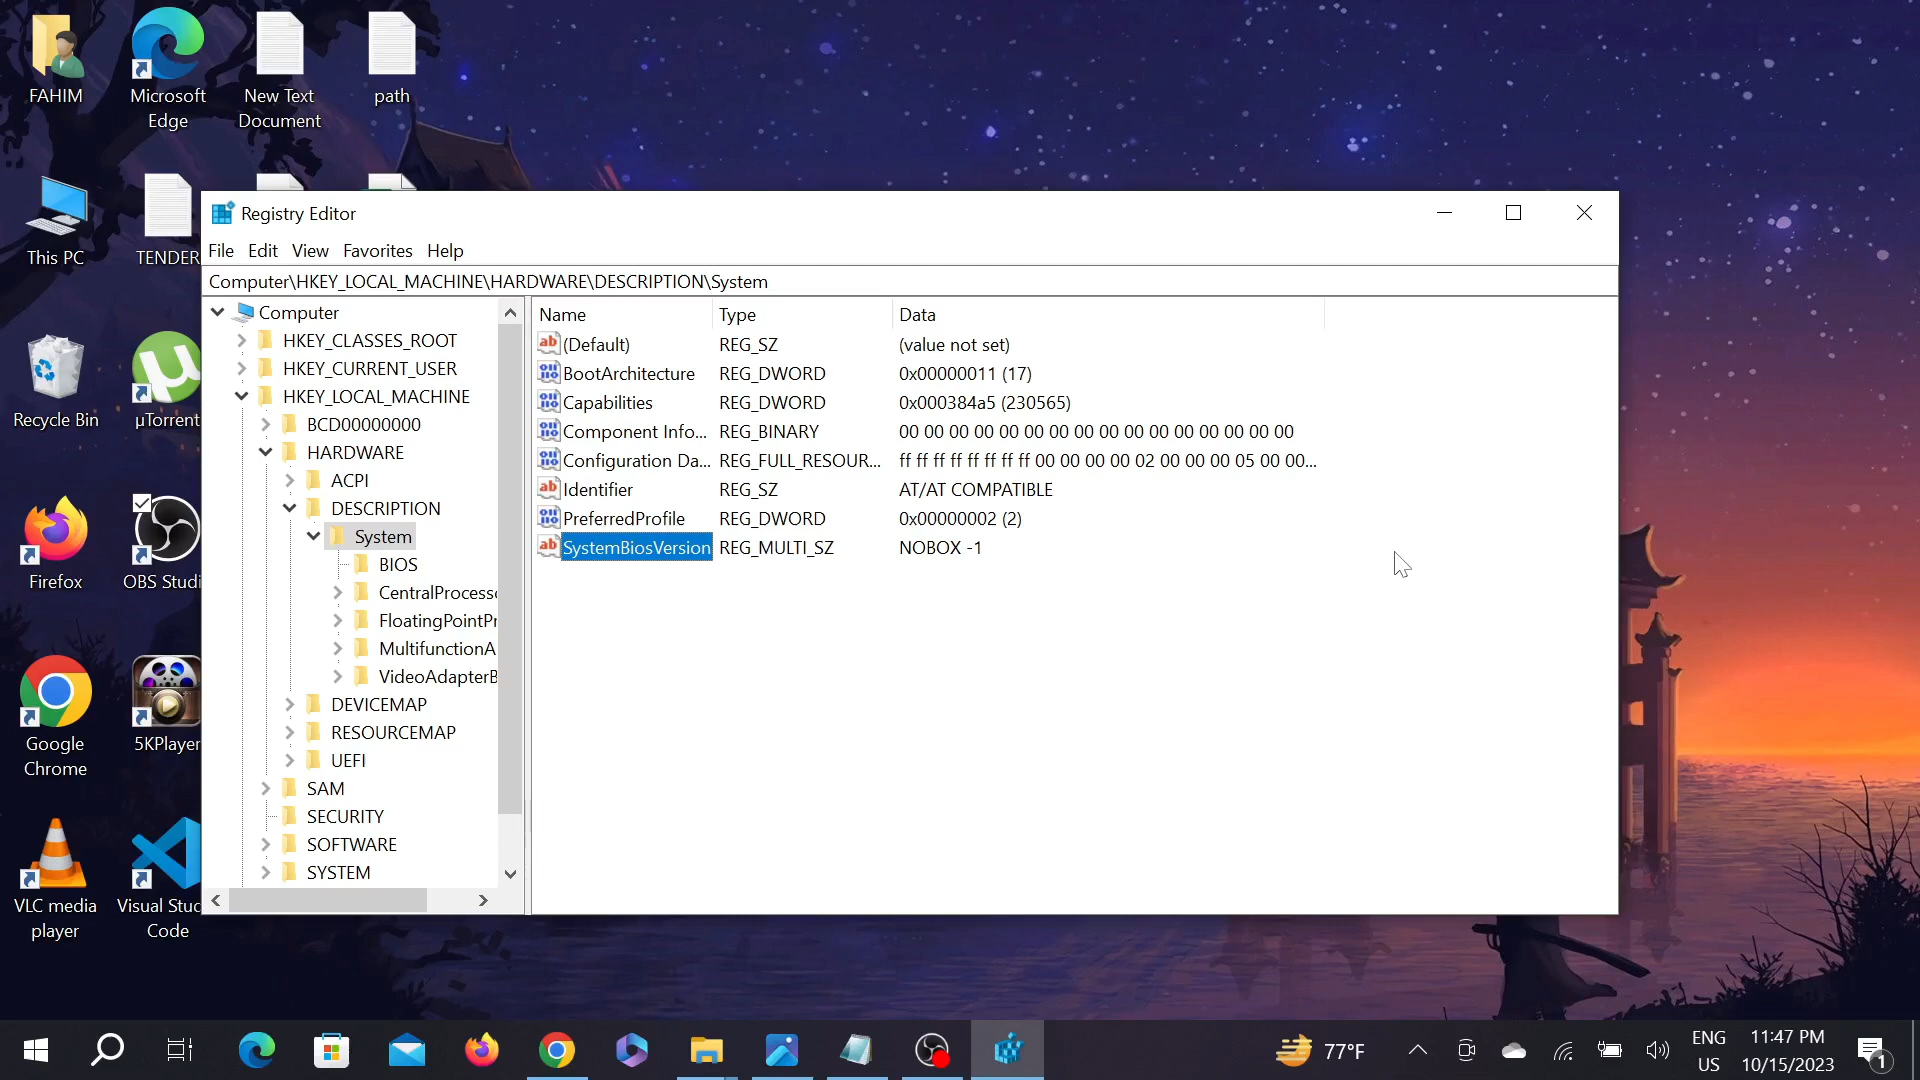 FAHIM
Microsoft
Edge
New Text
Document
path
This PC
TENDER
Recycle Bin
µTorrent
Firefox
OBS Studi
Google
Chrome
5KPlayer
VLC media
player
Visual Stuc
Code
Registry Editor
File Edit View Favorites Help
Computer\HKEY_LOCAL_MACHINE\HARDWARE\DESCRIPTION\System
Computer
HKEY_CLASSES_ROOT
HKEY_CURRENT_USER
HKEY_LOCAL_MACHINE
BCD00000000
HARDWARE
ACPI
DESCRIPTION
System
BIOS
CentralProcesso
FloatingPointPr
MultifunctionA
VideoAdapterB
DEVICEMAP
RESOURCEMAP
UEFI
SAM
SECURITY
SOFTWARE
SYSTEM
Name Type Data
(Default) REG_SZ (value not set)
BootArchitecture REG_DWORD 0x00000011 (17)
Capabilities REG_DWORD 0x000384a5 (230565)
Component Info... REG_BINARY 00 00 00 00 00 00 00 00 00 00 00 00 00 00 00 00
Configuration Da... REG_FULL_RESOUR... ff ff ff ff ff ff ff ff 00 00 00 00 02 00 00 00 05 00 00...
Identifier REG_SZ AT/AT COMPATIBLE
PreferredProfile REG_DWORD 0x00000002 (2)
SystemBiosVersion REG_MULTI_SZ NOBOX -1
77°F
ENG
US
11:47 PM
10/15/2023
1